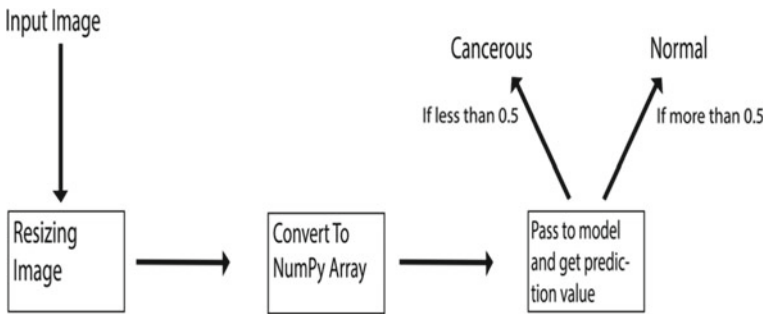 Input Image
Cancerous
Normal
If less than 0.5
If more than 0.5
Resizing
Image
Convert To
NumPy Array
Pass to model
and get predic-
tion value